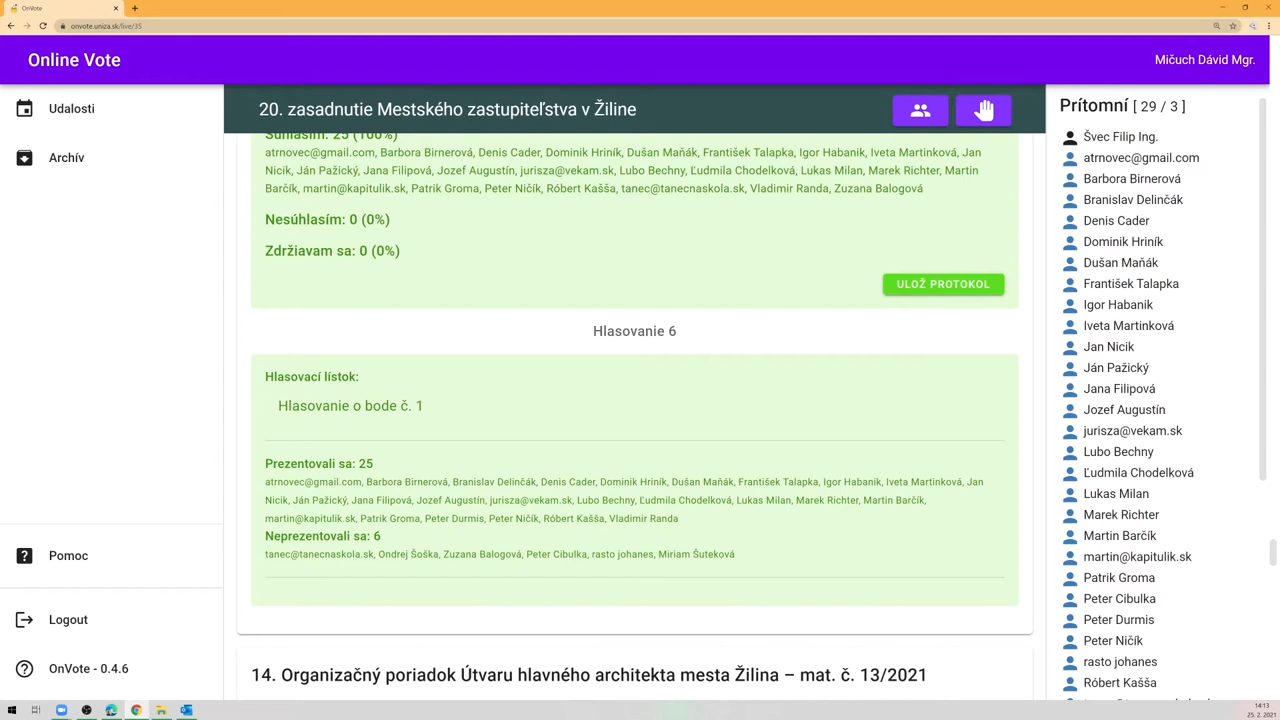 OnVote
onvote.uniza.sk/live/35
Online Vote
Mičuch Dávid Mgr.
Udalosti
Archív
Pomoc
Logout
OnVote - 0.4.6
20. zasadnutie Mestského zastupiteľstva v Žiline
Súhlasím: 25 (100%)
atrnovec@gmail.com, Barbora Birnerová, Denis Cader, Dominik Hriník, Dušan Maňák, František Talapka, Igor Habanik, Iveta Martinková, Jan
Nicík, Ján Pažický, Jana Filipová, Jozef Augustín, jurisza@vekam.sk, Lubo Bechny, Ľudmila Chodelková, Lukas Milan, Marek Richter, Martin
Barčík, martin@kapitulik.sk, Patrik Groma, Peter Ničík, Róbert Kašša, tanec@tanecnaskola.sk, Vladimir Randa, Zuzana Balogová
Nesúhlasím: 0 (0%)
Zdržiavam sa: 0 (0%)
ULOŽ PROTOKOL
Hlasovanie 6
Hlasovací lístok:
Hlasovanie o bode č. 1
Prezentovali sa: 25
atrnovec@gmail.com, Barbora Birnerová, Branislav Delinčák, Denis Cader, Dominik Hriník, Dušan Maňák, František Talapka, Igor Habanik, Iveta Martinková, Jan
Nicík, Ján Pažický, Jana Filipová, Jozef Augustín, jurisza@vekam.sk, Lubo Bechny, Ľudmila Chodelková, Lukas Milan, Marek Richter, Martin Barčík,
martin@kapitulik.sk, Patrik Groma, Peter Durmis, Peter Ničík, Róbert Kašša, Vladimir Randa
Neprezentovali sa: 6
tanec@tanecnaskola.sk, Ondrej Šoška, Zuzana Balogová, Peter Cibulka, rasto johanes, Miriam Šuteková
14. Organizačný poriadok Útvaru hlavného architekta mesta Žilina – mat. č. 13/2021
Prítomní [ 29 / 3 ]
Švec Filip Ing.
atrnovec@gmail.com
Barbora Birnerová
Branislav Delinčák
Denis Cader
Dominik Hriník
Dušan Maňák
František Talapka
Igor Habanik
Iveta Martinková
Jan Nicík
Ján Pažický
Jana Filipová
Jozef Augustín
jurisza@vekam.sk
Lubo Bechny
Ľudmila Chodelková
Lukas Milan
Marek Richter
Martin Barčík
martin@kapitulik.sk
Patrik Groma
Peter Cibulka
Peter Durmis
Peter Ničík
rasto johanes
Róbert Kašša
14:13
25. 2. 2021